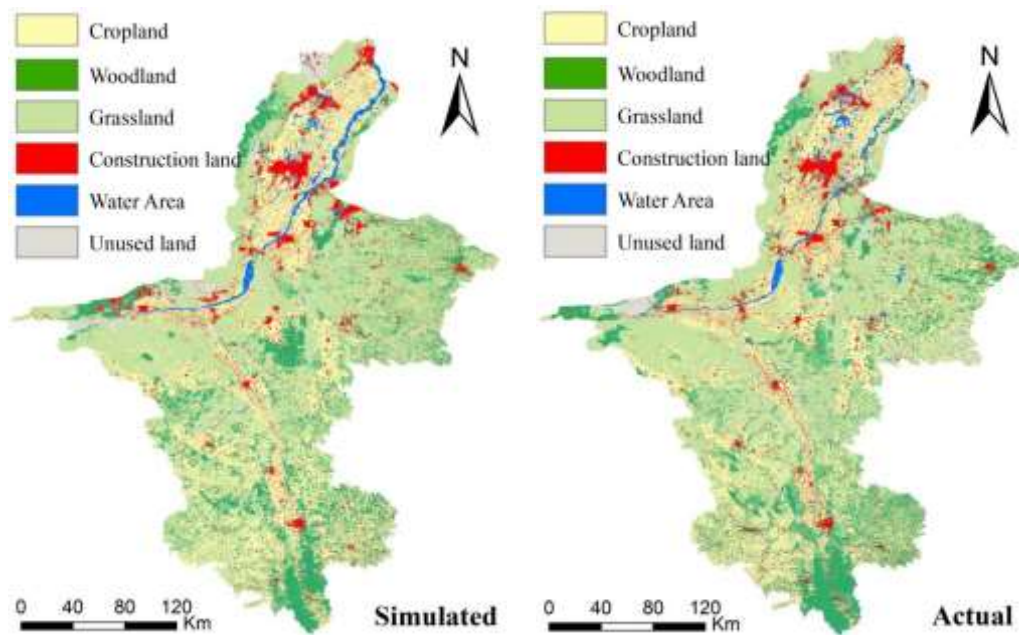 Cropland
Woodland
Grassland
Construction land
Water Area
Unused land
N
0 40 80 120
Km
Simulated
Cropland
Woodland
Grassland
Construction land
Water Area
Unused land
N
0 40 80 120
Km
Actual